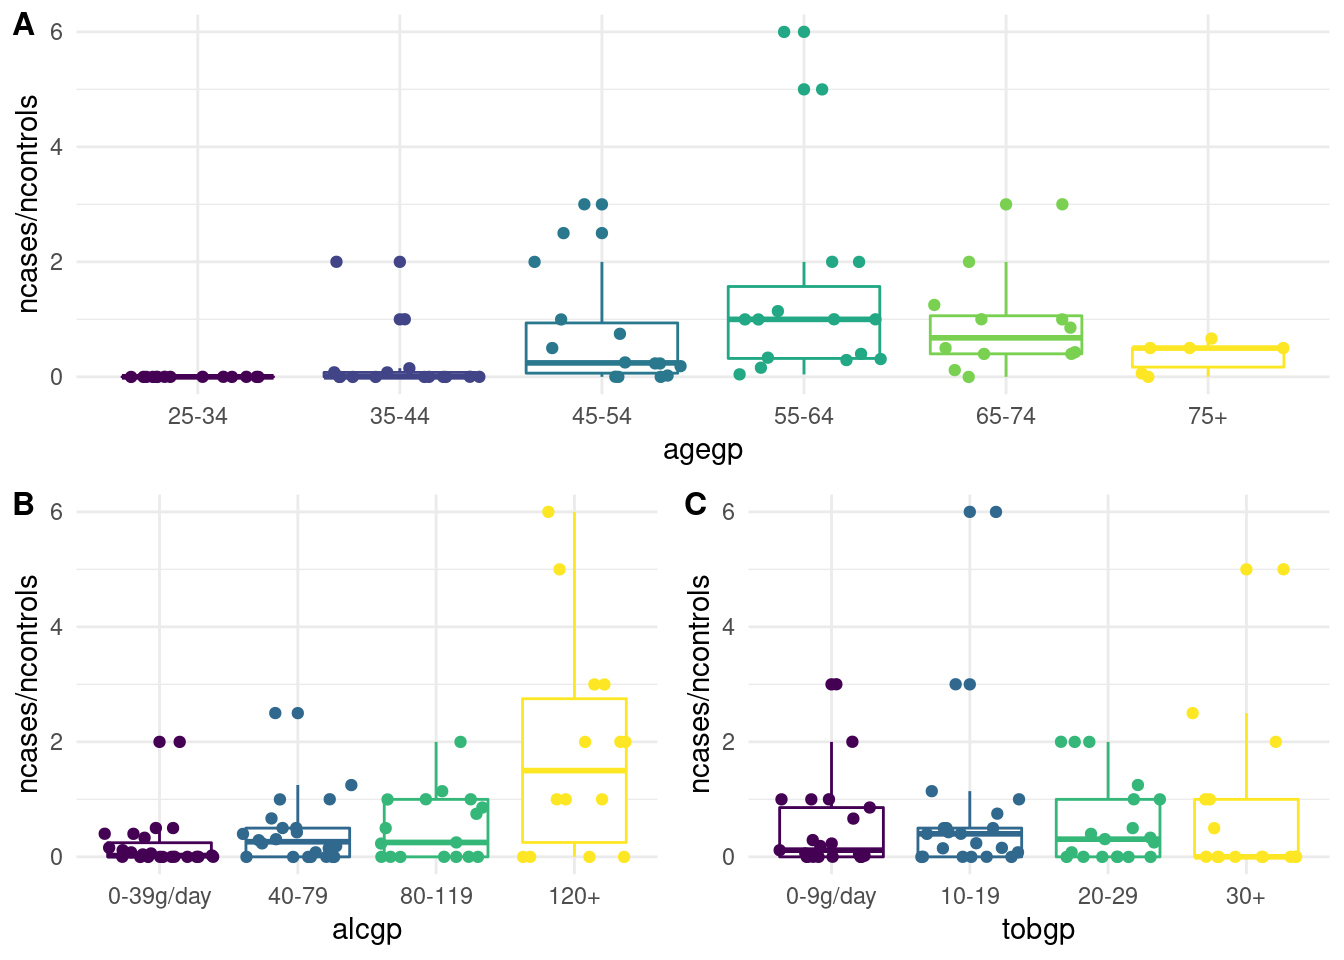 A
ncases/ncontrols
6
4
2
0
25-34 35-44 45-54 55-64 65-74 75+
agegp
B
ncases/ncontrols
6
4
2
0
0-39g/day 40-79 80-119 120+
alcgp
C
ncases/ncontrols
6
4
2
0
0-9g/day 10-19 20-29 30+
tobgp